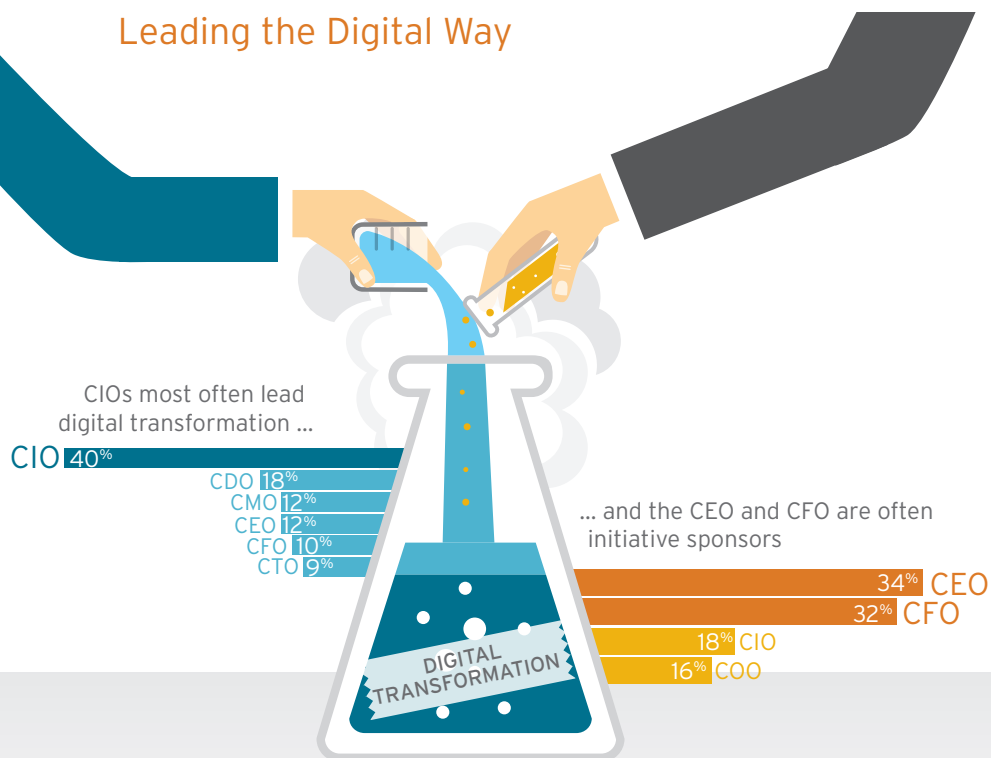 Leading the Digital Way
CIOs most often lead
digital transformation ...
CIO 40%
CDO 18%
CMO 12%
CEO 12%
CFO 10%
CTO 9%
... and the CEO and CFO are often
initiative sponsors
34% CEO
32% CFO
18% CIO
16% COO
DIGITAL
TRANSFORMATION